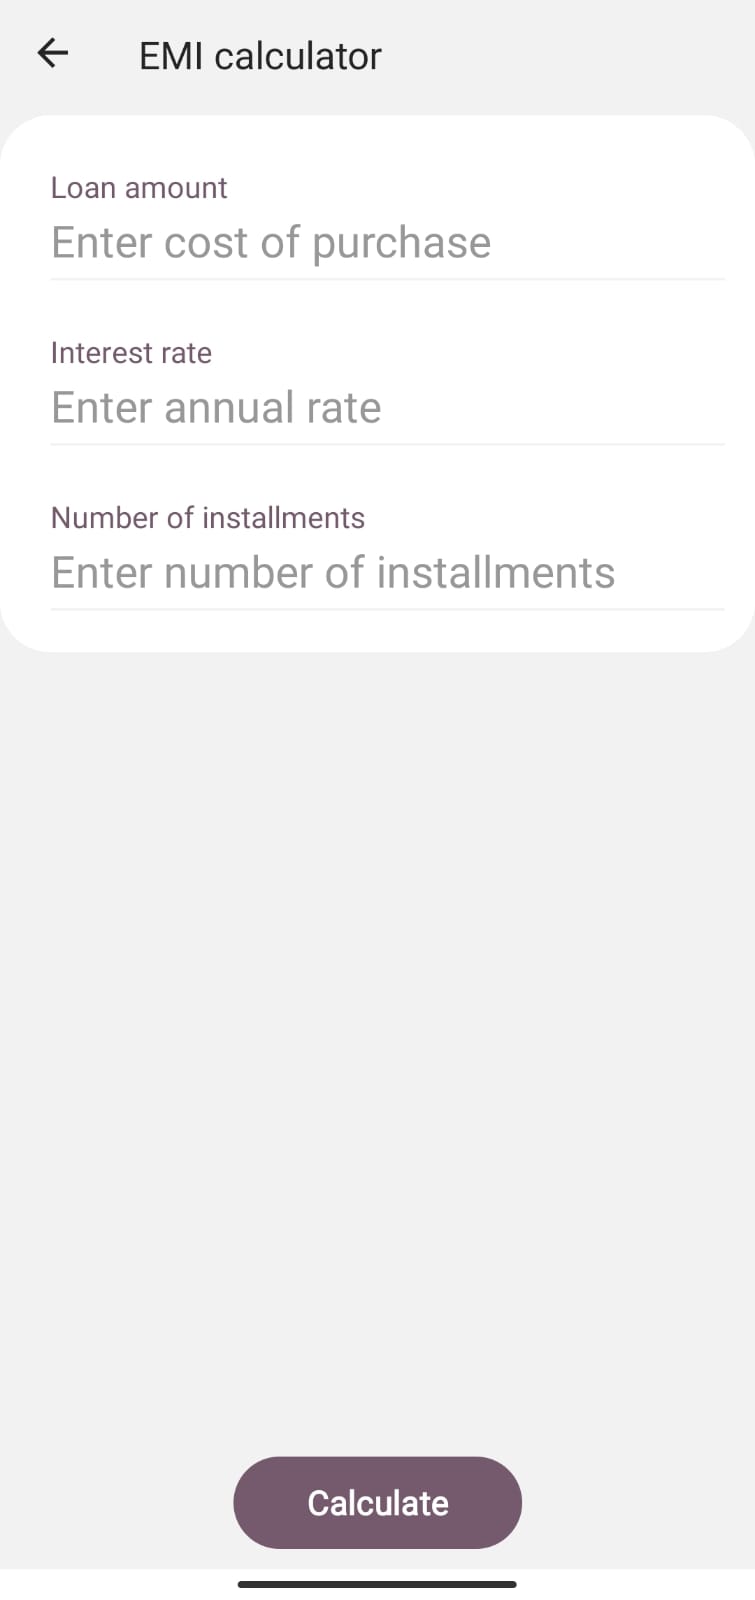 EMI calculator
Loan amount
Enter cost of purchase
Interest rate
Enter annual rate
Number of installments
Enter number of installments
Calculate